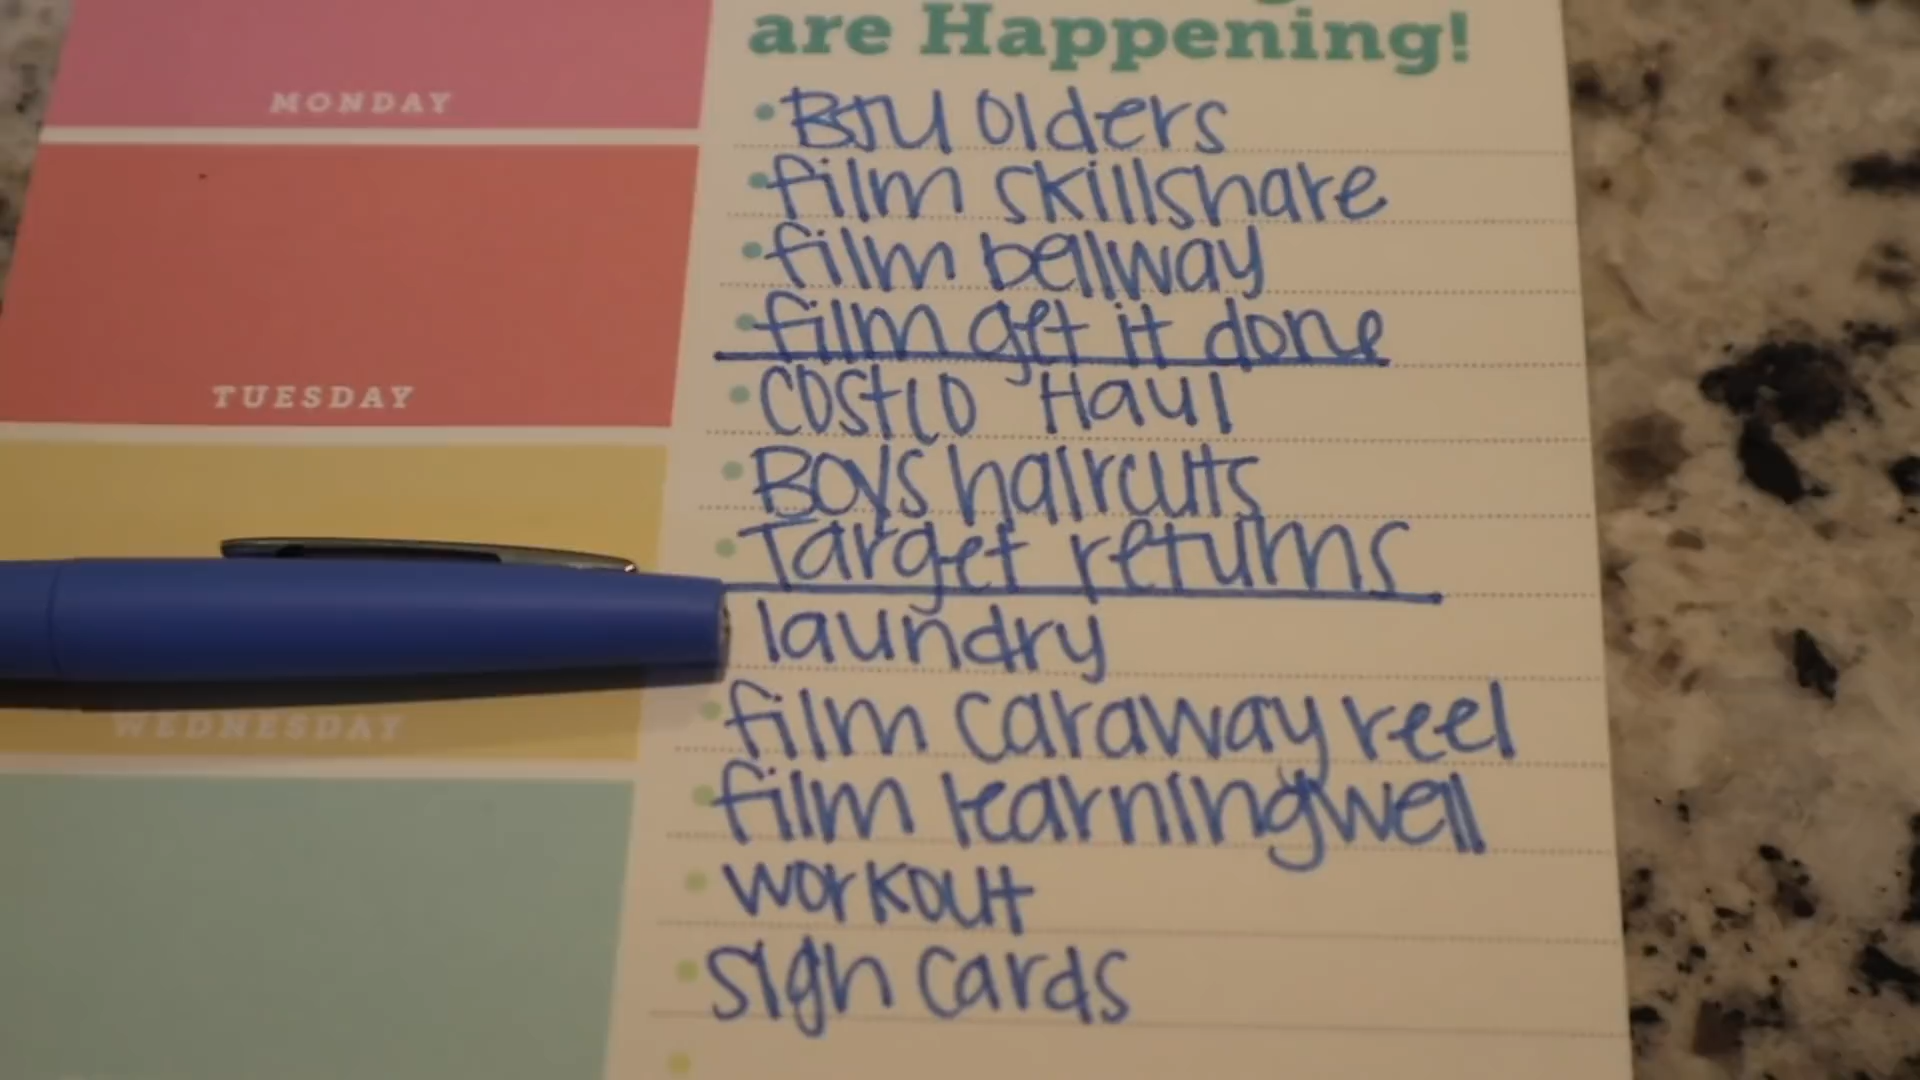 are Happening!
MONDAY
BJU Olders
film skillshare
film bellway
film get it done
TUESDAY
Costco Haul
Boys haircuts
Target returns
laundry
WEDNESDAY
film caraway reel
film learningwell
workout
sign cards